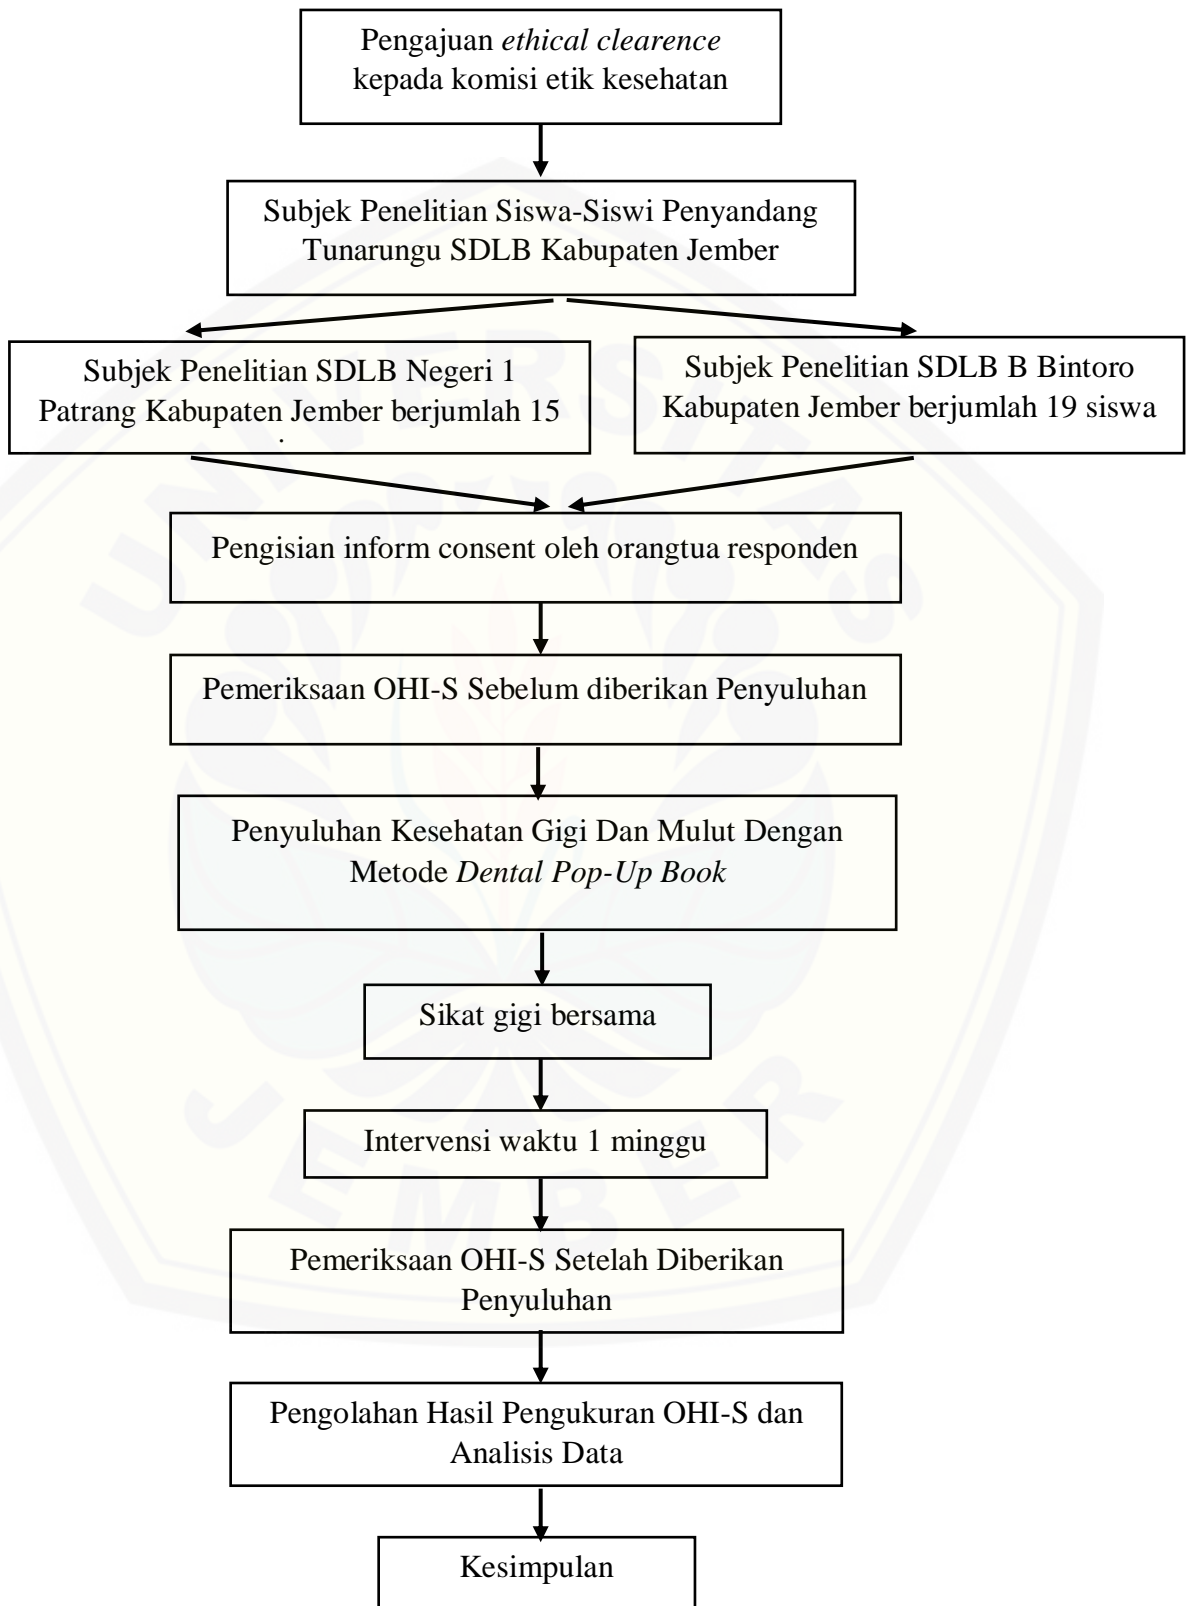 Pengajuan ethical clearence
kepada komisi etik kesehatan
Subjek Penelitian Siswa-Siswi Penyandang
Tunarungu SDLB Kabupaten Jember
Subjek Penelitian SDLB Negeri 1
Patrang Kabupaten Jember berjumlah 15
Subjek Penelitian SDLB B Bintoro
Kabupaten Jember berjumlah 19 siswa
Pengisian inform consent oleh orangtua responden
Pemeriksaan OHI-S Sebelum diberikan Penyuluhan
Penyuluhan Kesehatan Gigi Dan Mulut Dengan
Metode Dental Pop-Up Book
Sikat gigi bersama
Intervensi waktu 1 minggu
Pemeriksaan OHI-S Setelah Diberikan
Penyuluhan
Pengolahan Hasil Pengukuran OHI-S dan
Analisis Data
Kesimpulan
UNIVERSITAS
JEMBER